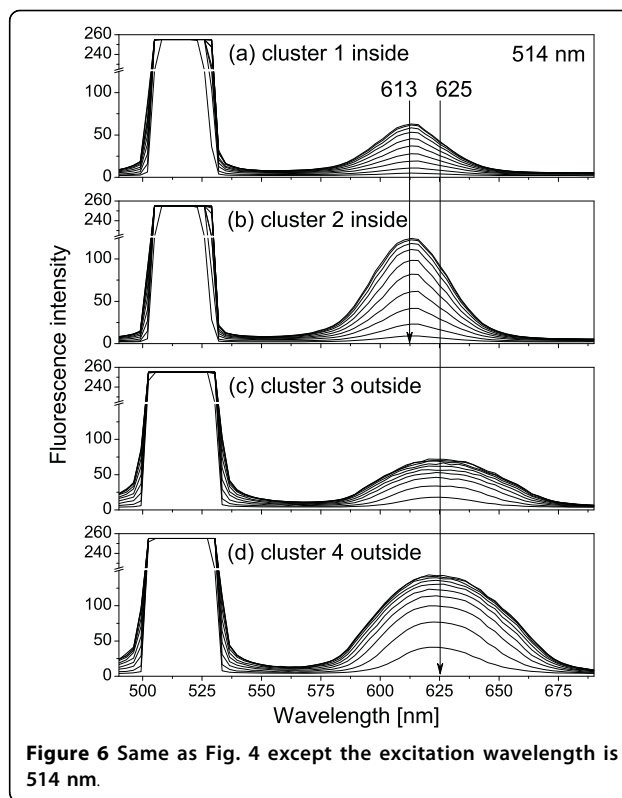 260
240
100
50
0
(a) cluster 1 inside
514 nm
613 625
260
240
100
50
0
(b) cluster 2 inside
260
240
100
50
0
(c) cluster 3 outside
260
240
100
50
0
(d) cluster 4 outside
Fluorescence intensity
500 525 550 575 600 625 650 675
Wavelength [nm]
Figure 6 Same as Fig. 4 except the excitation wavelength is
514 nm.